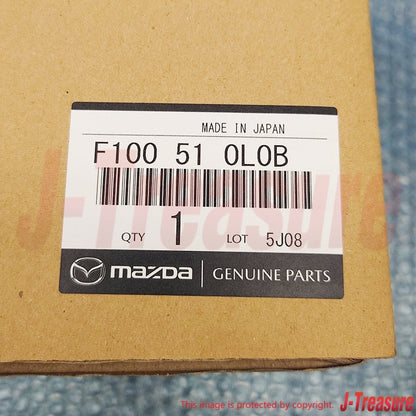 MADE IN JAPAN
F100 51 0L0B
QTY 1 LOT 5J08
mazda GENUINE PARTS
J-Treasure
This image is protected by copyright.
J-Treasure